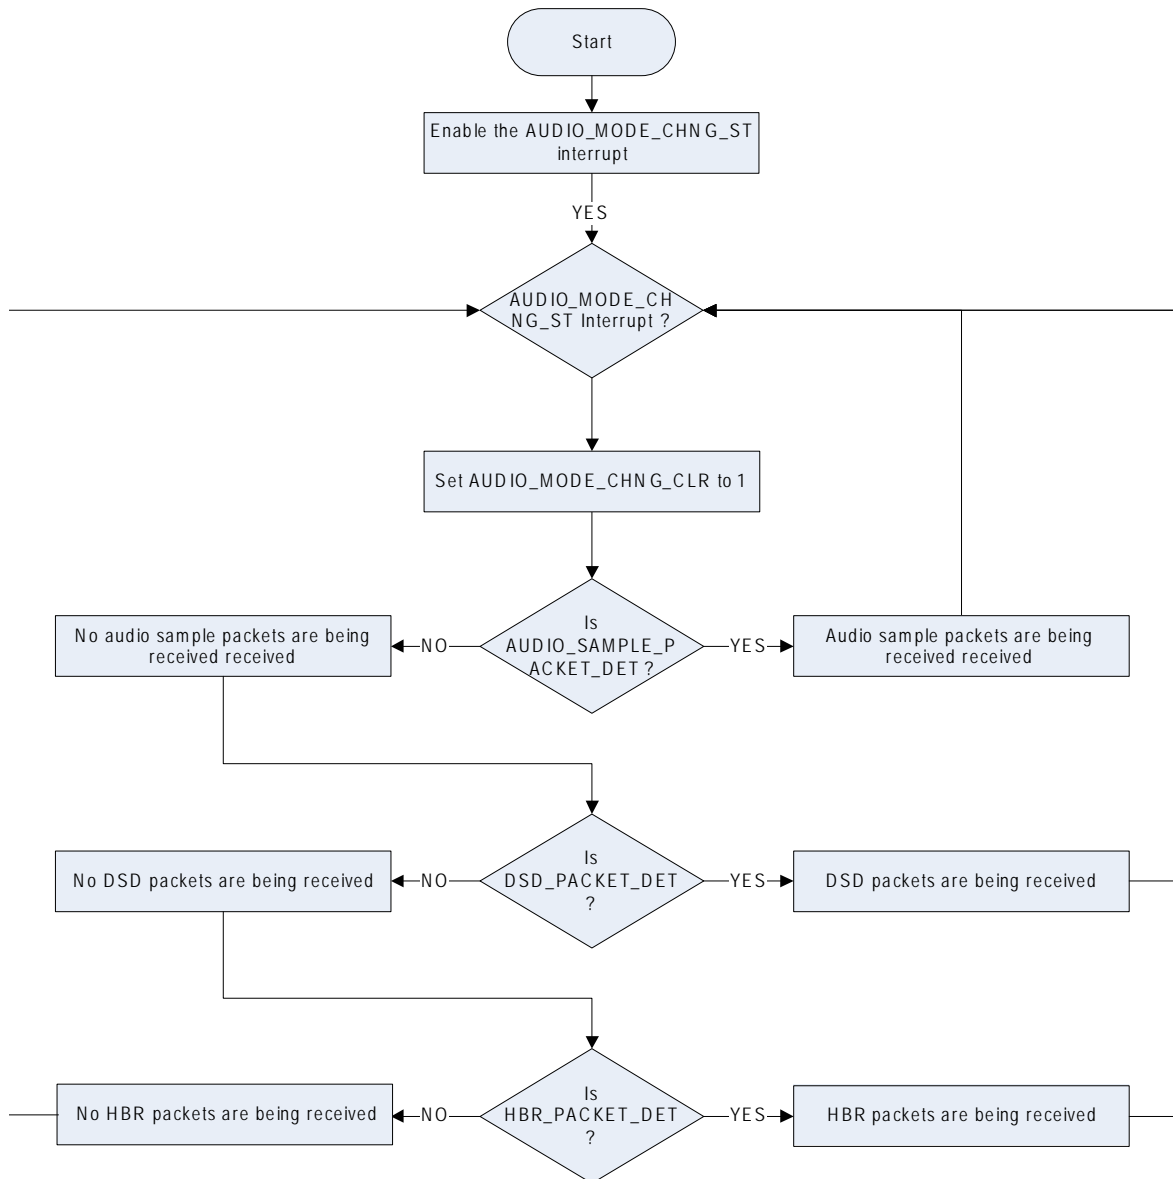 Start
Enable the AUDIO_MODE_CHNG_ST
interrupt
YES
AUDIO_MODE_CH
NG_ST Interrupt ?
Set AUDIO_MODE_CHNG_CLR to 1
No audio sample packets are being
received received
NO
Is
AUDIO_SAMPLE_P
ACKET_DET ?
YES
Audio sample packets are being
received received
No DSD packets are being received
NO
Is
DSD_PACKET_DET
?
YES
DSD packets are being received
No HBR packets are being received
NO
Is
HBR_PACKET_DET
?
YES
HBR packets are being received